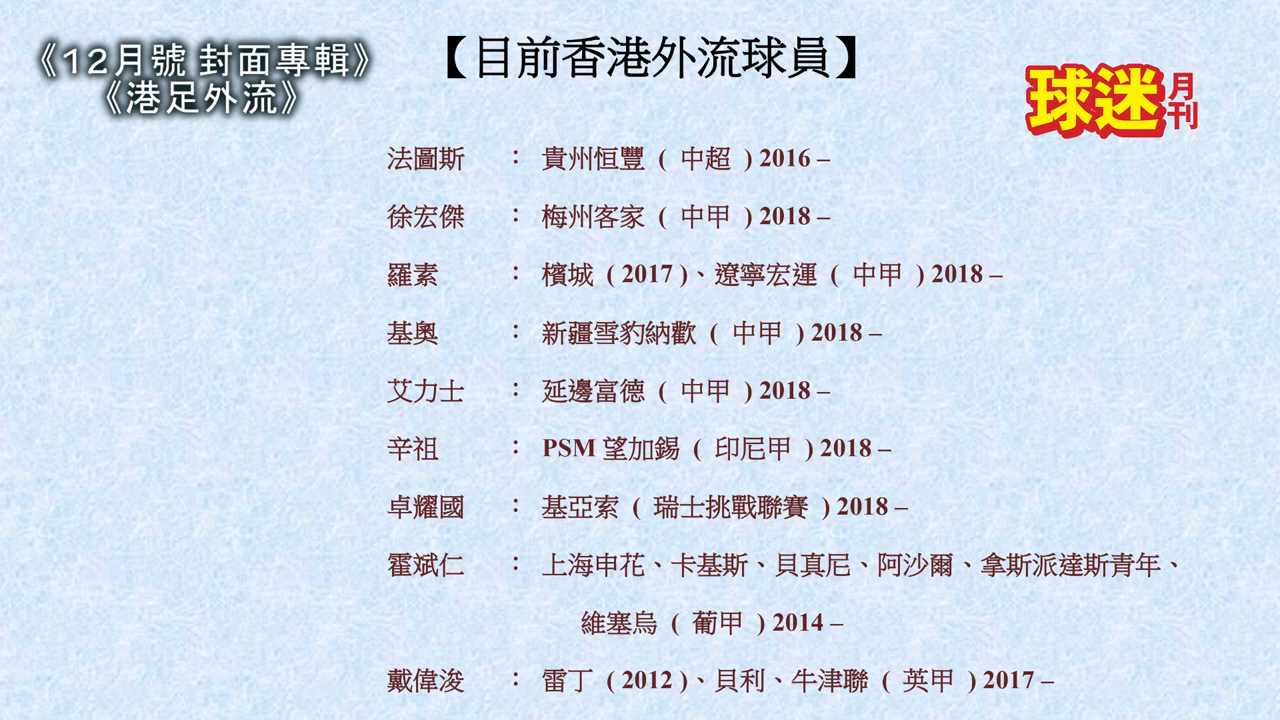 《12月號 封面專輯》
《港足外流》
【目前香港外流球員】
球迷月刊
法圖斯 : 貴州恒豐 ( 中超 ) 2016 –
徐宏傑 : 梅州客家 ( 中甲 ) 2018 –
羅素 : 檳城 ( 2017 )、遼寧宏運 ( 中甲 ) 2018 –
基奧 : 新疆雪豹納歡 ( 中甲 ) 2018 –
艾力士 : 延邊富德 ( 中甲 ) 2018 –
辛祖 : PSM 望加錫 ( 印尼甲 ) 2018 –
卓耀國 : 基亞索 ( 瑞士挑戰聯賽 ) 2018 –
霍斌仁 : 上海申花、卡基斯、貝真尼、阿沙爾、拿斯派達斯青年、
維塞烏 ( 葡甲 ) 2014 –
戴偉浚 : 雷丁 ( 2012 )、貝利、牛津聯 ( 英甲 ) 2017 –